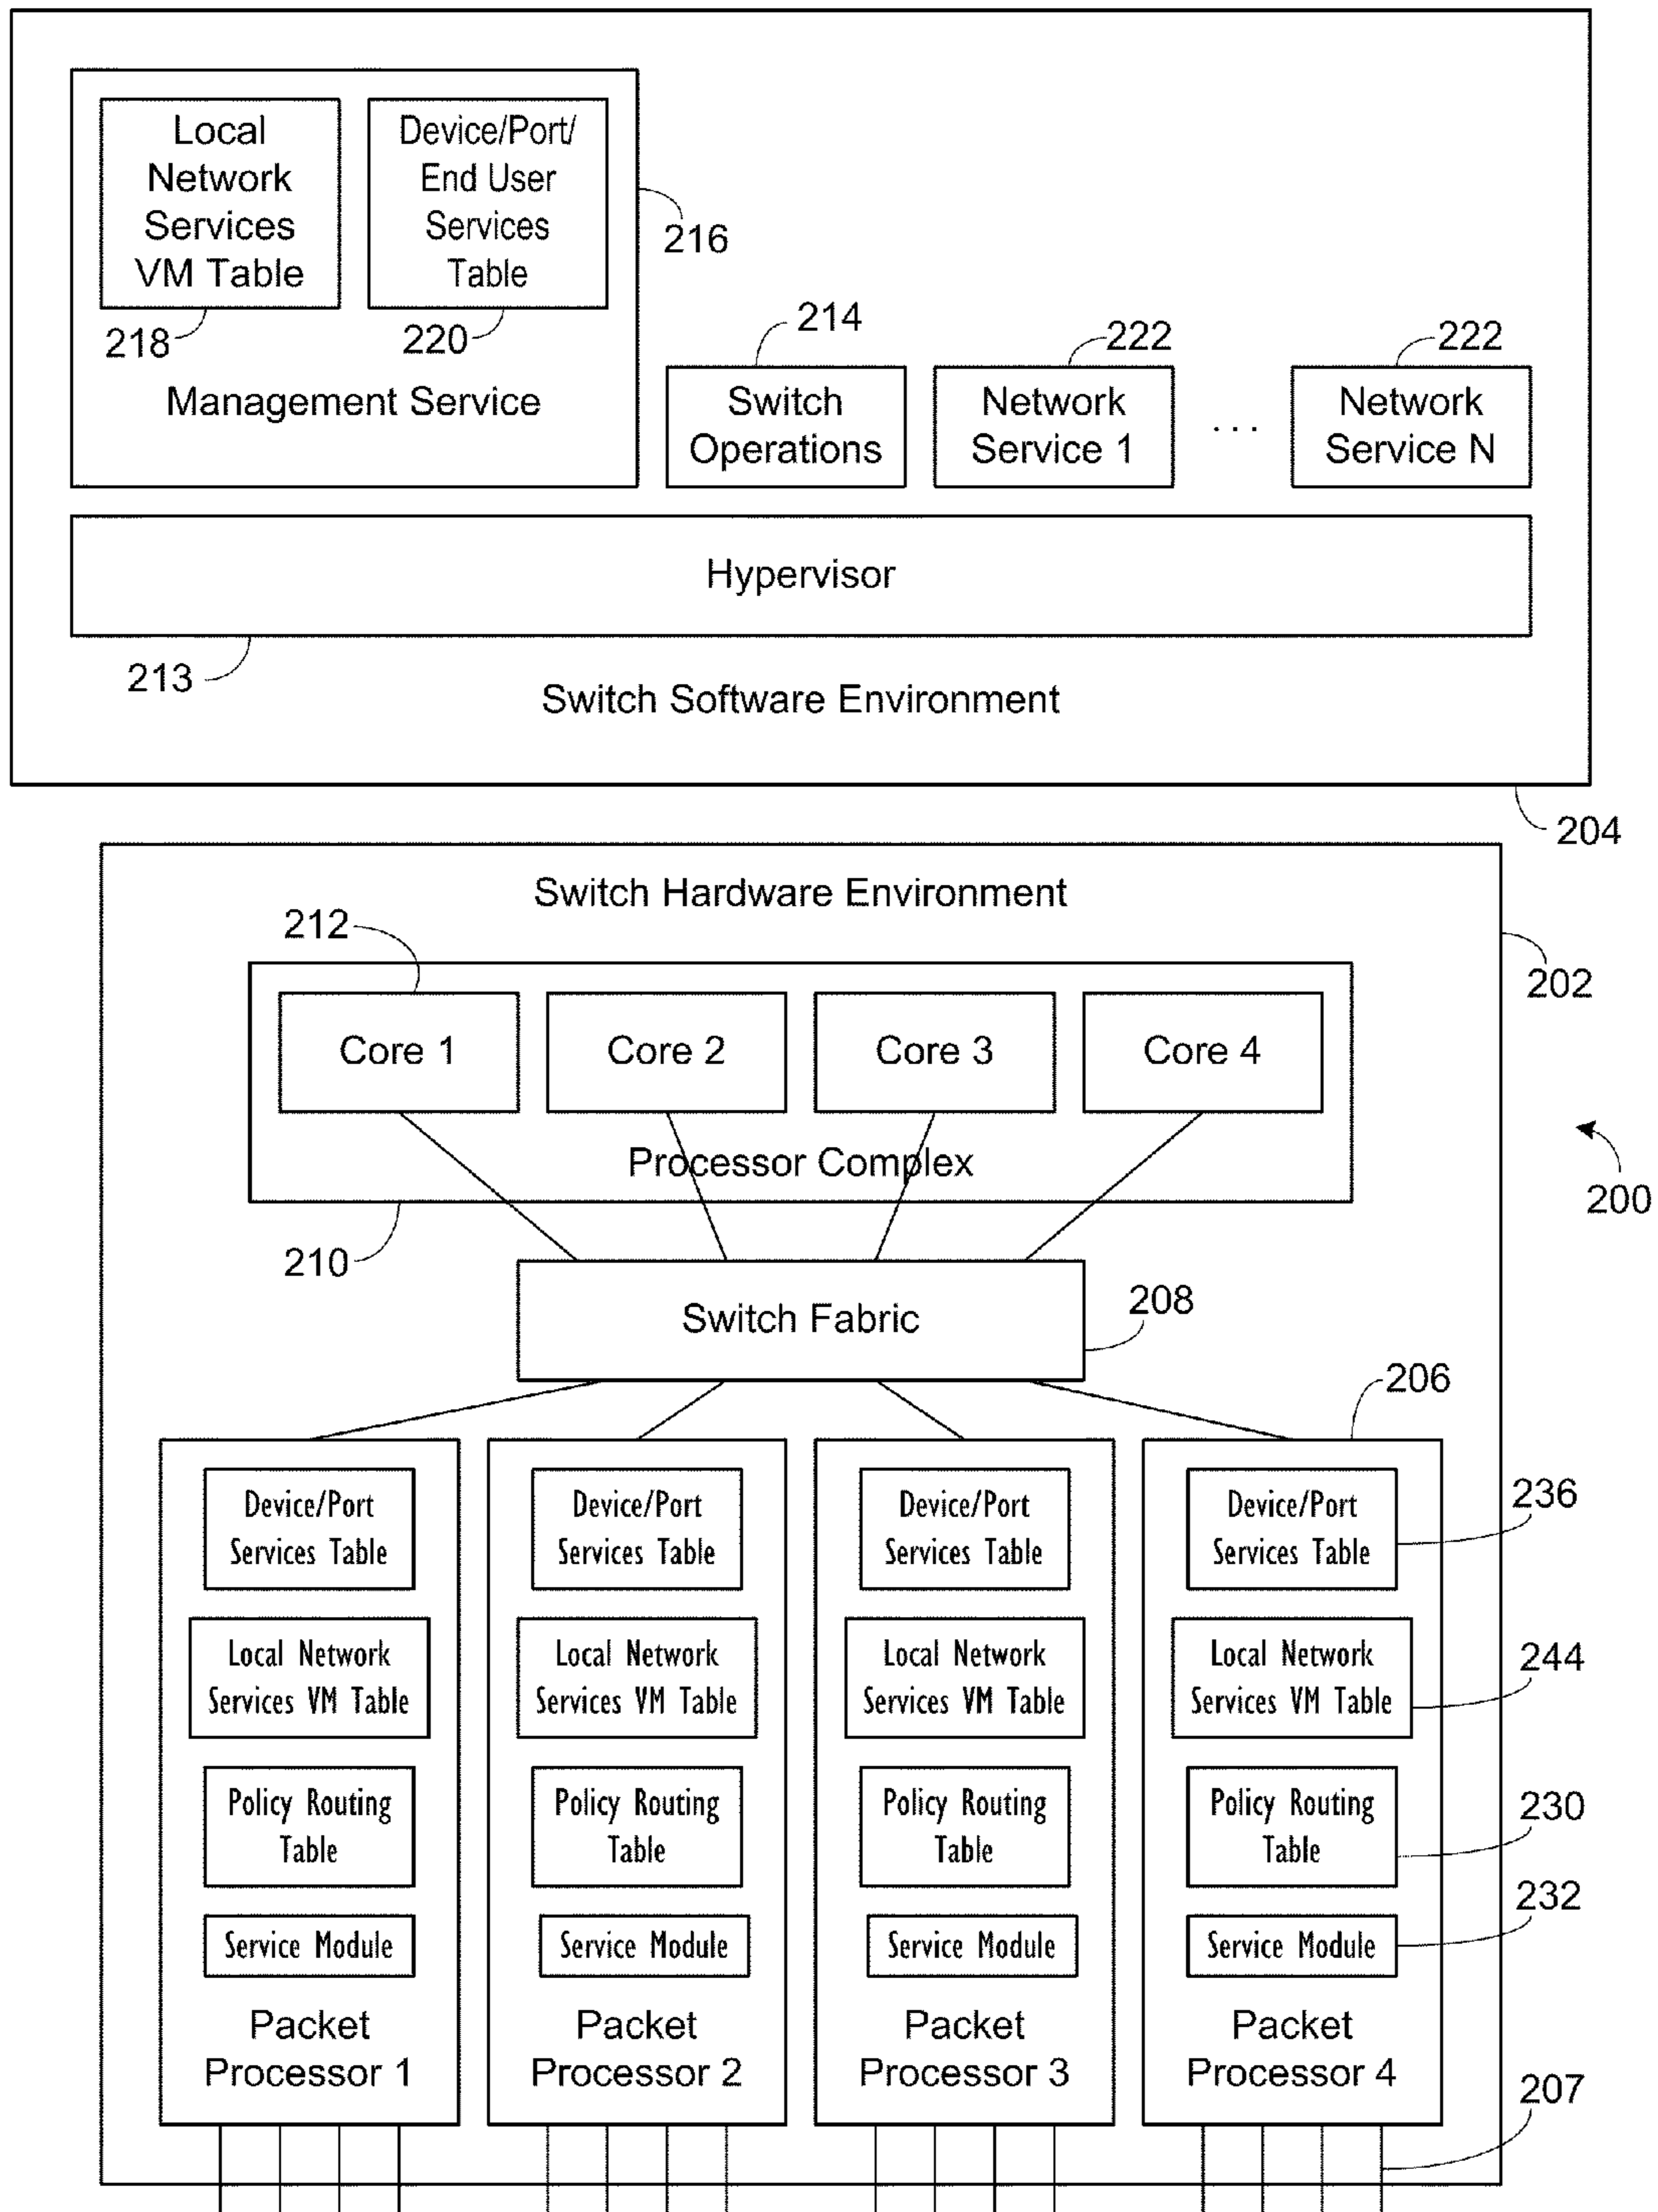 Local
Network
Services
VM Table
Device/Port/
End User
Services
Table
216
218
220
Management Service
214
Switch
Operations
222
Network
Service 1
. . .
222
Network
Service N
Hypervisor
213
Switch Software Environment
204
Switch Hardware Environment
212
202
Core 1
Core 2
Core 3
Core 4
Processor Complex
200
210
Switch Fabric
208
206
Device/Port
Services Table
Local Network
Services VM Table
Policy Routing
Table
Service Module
Packet
Processor 1
Device/Port
Services Table
Local Network
Services VM Table
Policy Routing
Table
Service Module
Packet
Processor 2
Device/Port
Services Table
Local Network
Services VM Table
Policy Routing
Table
Service Module
Packet
Processor 3
Device/Port
Services Table
Local Network
Services VM Table
Policy Routing
Table
Service Module
Packet
Processor 4
236
244
230
232
207